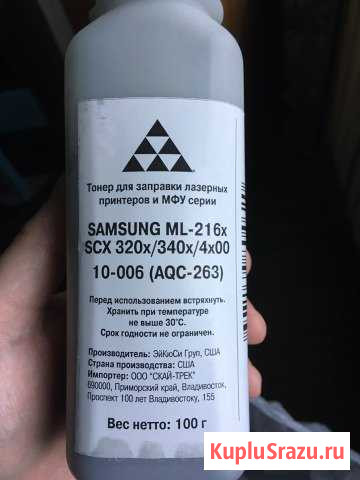 Тонер для заправки лазерных
принтеров и МФУ серии
SAMSUNG ML-216x
SCX 320x/340x/4x00
10-006 (AQC-263)
Перед использованием встряхнуть.
Хранить при температуре
не выше 30°С.
Срок годности не ограничен.
Производитель: ЭйКюСи Груп, США
Страна производства: США
Импортер: ООО "СКАЙ-ТРЕК"
690000, Приморский край, Владивосток,
Проспект 100 лет Владивостоку, 155
Вес нетто: 100 г
KupluSrazu.ru